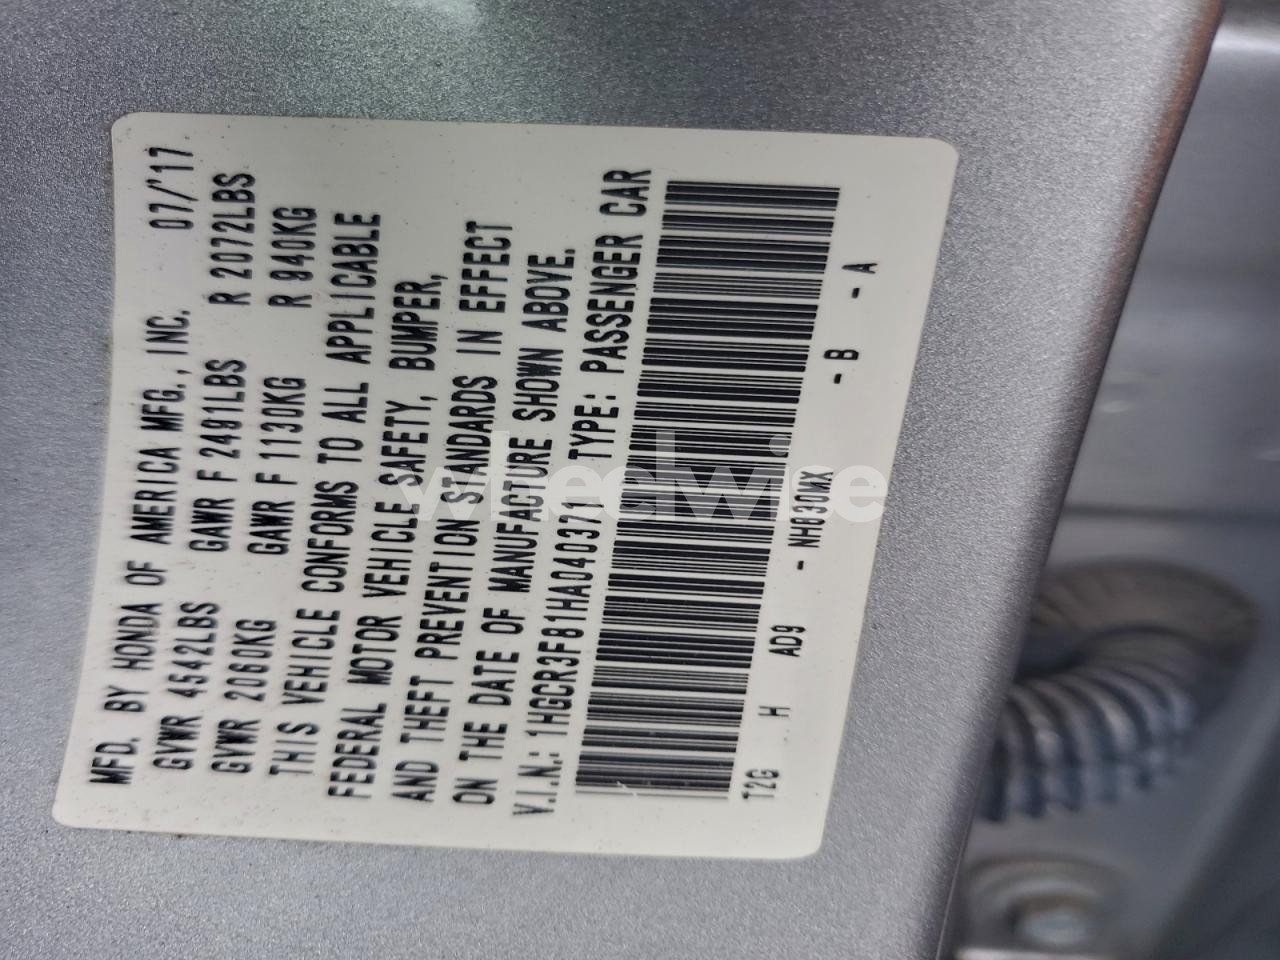 MFD. BY HONDA OF AMERICA MFG., INC. 07/'17
GVWR 4542LBS GAWR F 2491LBS R 2072LBS
GVWR 2060KG GAWR F 1130KG R 940KG
THIS VEHICLE CONFORMS TO ALL APPLICABLE
FEDERAL MOTOR VEHICLE SAFETY, BUMPER,
AND THEFT PREVENTION STANDARDS IN EFFECT
ON THE DATE OF MANUFACTURE SHOWN ABOVE.
V.I.N.: 1HGCR3F81HA040371 TYPE: PASSENGER CAR
T2G H AD9 - NH830MX - B - A
wheelwise